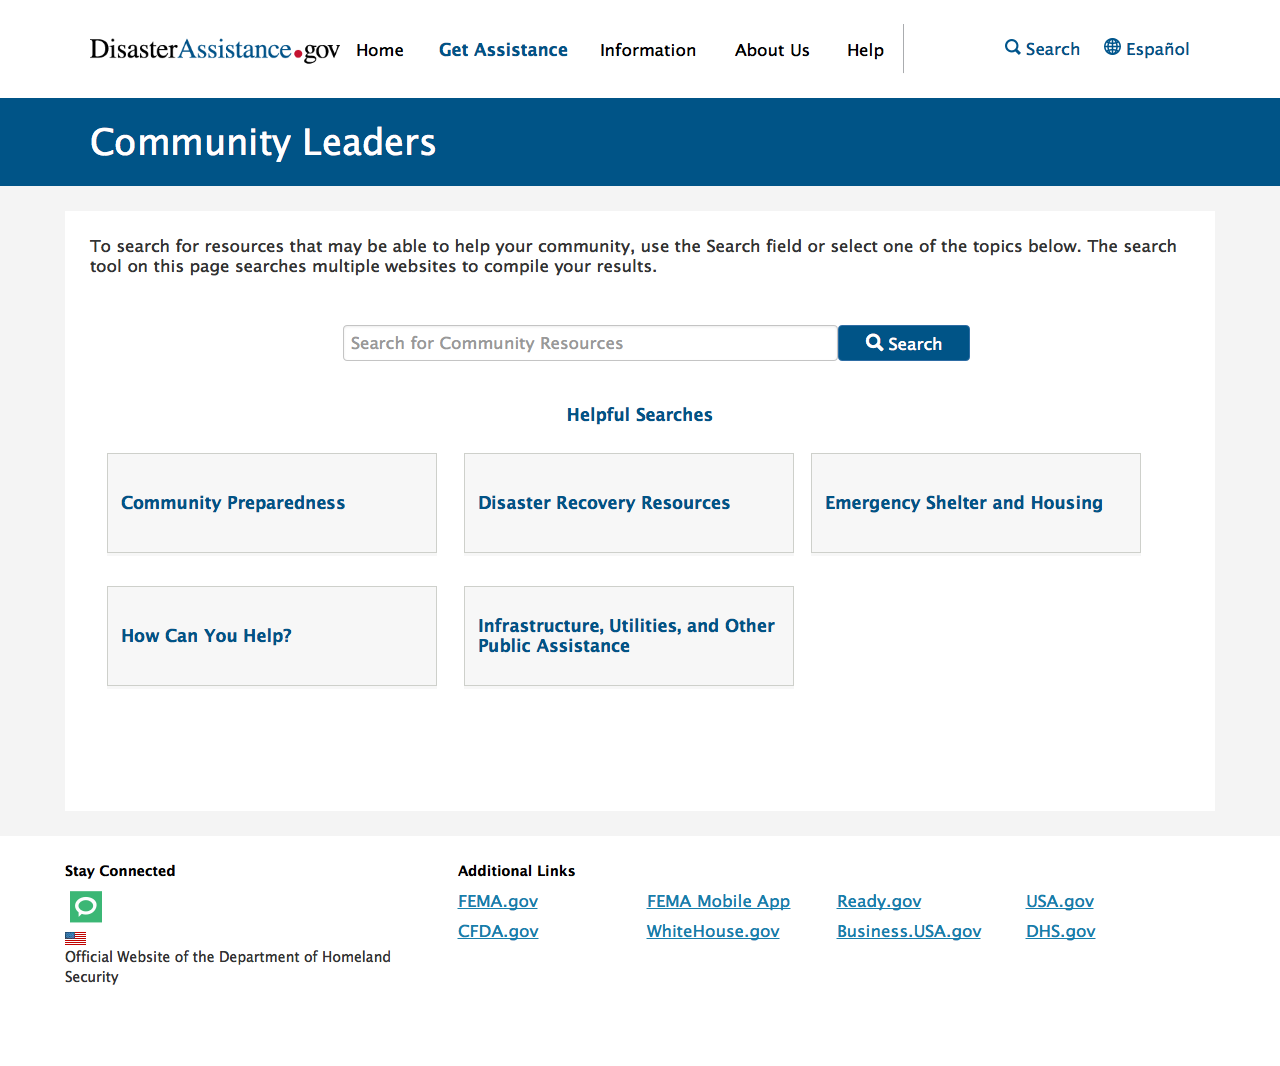 DisasterAssistance.gov Home Get Assistance Information About Us Help Search Español
Community Leaders
To search for resources that may be able to help your community, use the Search field or select one of the topics below. The search
tool on this page searches multiple websites to compile your results.
Search for Community Resources Search
Helpful Searches
Community Preparedness
Disaster Recovery Resources
Emergency Shelter and Housing
How Can You Help?
Infrastructure, Utilities, and Other
Public Assistance
Stay Connected
Official Website of the Department of Homeland
Security
Additional Links
FEMA.gov FEMA Mobile App Ready.gov USA.gov
CFDA.gov WhiteHouse.gov Business.USA.gov DHS.gov